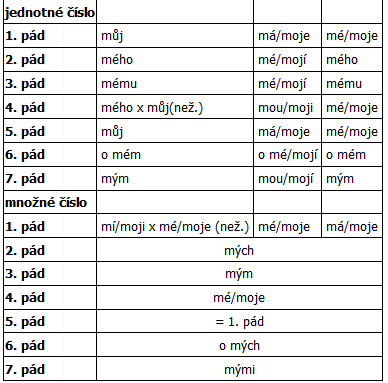 jednotné číslo
1. pád můj má/moje mé/moje
2. pád mého mé/mojí mého
3. pád mému mé/mojí mému
4. pád mého x můj(než.) mou/moji mé/moje
5. pád můj má/moje mé/moje
6. pád o mém o mé/mojí o mém
7. pád mým mou/mojí mým
množné číslo
1. pád mí/moji x mé/moje (než.) mé/moje má/moje
2. pád mých
3. pád mým
4. pád mé/moje
5. pád = 1. pád
6. pád o mých
7. pád mými